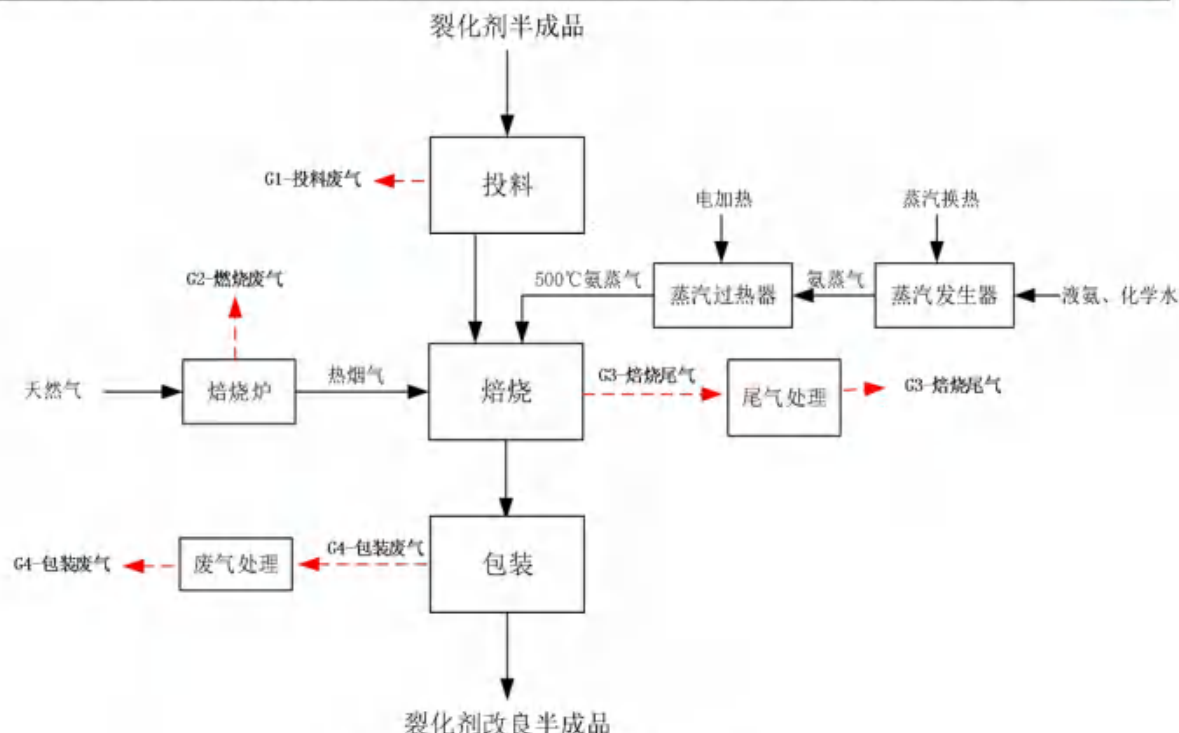 裂化剂半成品
G1-投料废气
投料
电加热
蒸汽换热
G2-燃烧废气
500℃氨蒸气
蒸汽过热器
氨蒸气
蒸汽发生器
液氨、化学水
天然气
焙烧炉
热烟气
焙烧
G3-焙烧尾气
尾气处理
G3-焙烧尾气
G4-包装废气
废气处理
G4-包装废气
包装
裂化剂改良半成品